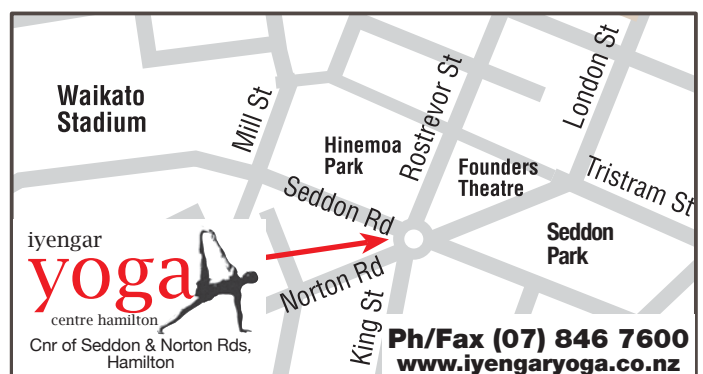 Waikato
Stadium
Mill St
Hinemoa
Park
Rostrevor St
London St
Founders
Theatre
Tristram St
Seddon Rd
Seddon
Park
Norton Rd
King St
iyengar
yoga
centre hamilton
Cnr of Seddon & Norton Rds,
Hamilton
Ph/Fax (07) 846 7600
www.iyengaryoga.co.nz